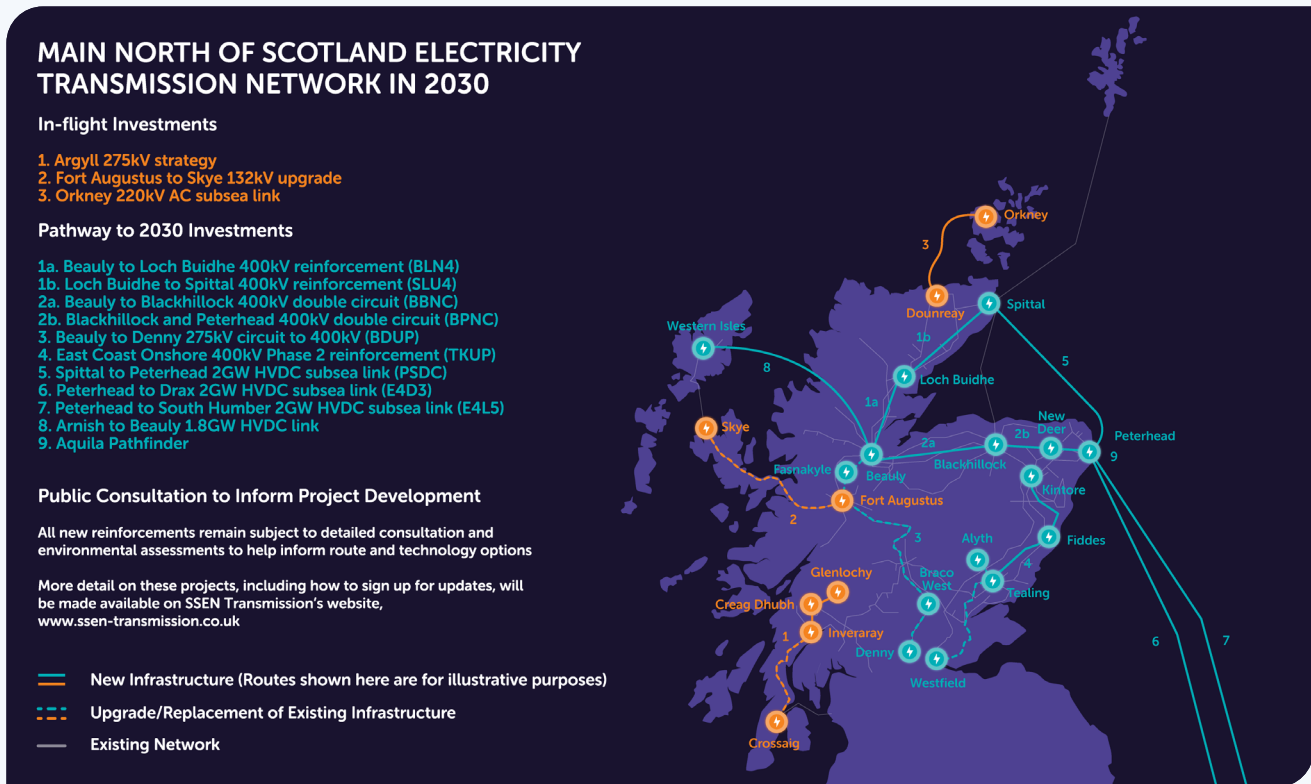 MAIN NORTH OF SCOTLAND ELECTRICITY
TRANSMISSION NETWORK IN 2030
In-flight Investments
1. Argyll 275kV strategy
2. Fort Augustus to Skye 132kV upgrade
3. Orkney 220kV AC subsea link
Pathway to 2030 Investments
1a. Beauly to Loch Buidhe 400kV reinforcement (BLN4)
1b. Loch Buidhe to Spittal 400kV reinforcement (SLU4)
2a. Beauly to Blackhillock 400kV double circuit (BBNC)
2b. Blackhillock and Peterhead 400kV double circuit (BPNC)
3. Beauly to Denny 275kV circuit to 400kV (BDUP)
4. East Coast Onshore 400kV Phase 2 reinforcement (TKUP)
5. Spittal to Peterhead 2GW HVDC subsea link (PSDC)
6. Peterhead to Drax 2GW HVDC subsea link (E4D3)
7. Peterhead to South Humber 2GW HVDC subsea link (E4L5)
8. Arnish to Beauly 1.8GW HVDC link
9. Aquila Pathfinder
Public Consultation to Inform Project Development
All new reinforcements remain subject to detailed consultation and
environmental assessments to help inform route and technology options
More detail on these projects, including how to sign up for updates, will
be made available on SSEN Transmission's website,
www.ssen-transmission.co.uk
New Infrastructure (Routes shown here are for illustrative purposes)
Upgrade/Replacement of Existing Infrastructure
Existing Network
Orkney
3
Dounreay
Spittal
Western Isles
1b
5
8
Loch Buidhe
1a
Skye
New
Deer
2a
2b
Peterhead
9
Blackhillock
Fasnakyle
Beauly
Kintore
Fort Augustus
2
3
Alyth
Fiddes
4
Glenlochy
Braco
West
Tealing
Creag Dhubh
Inveraray
1
Denny
Westfield
6
7
Crossaig